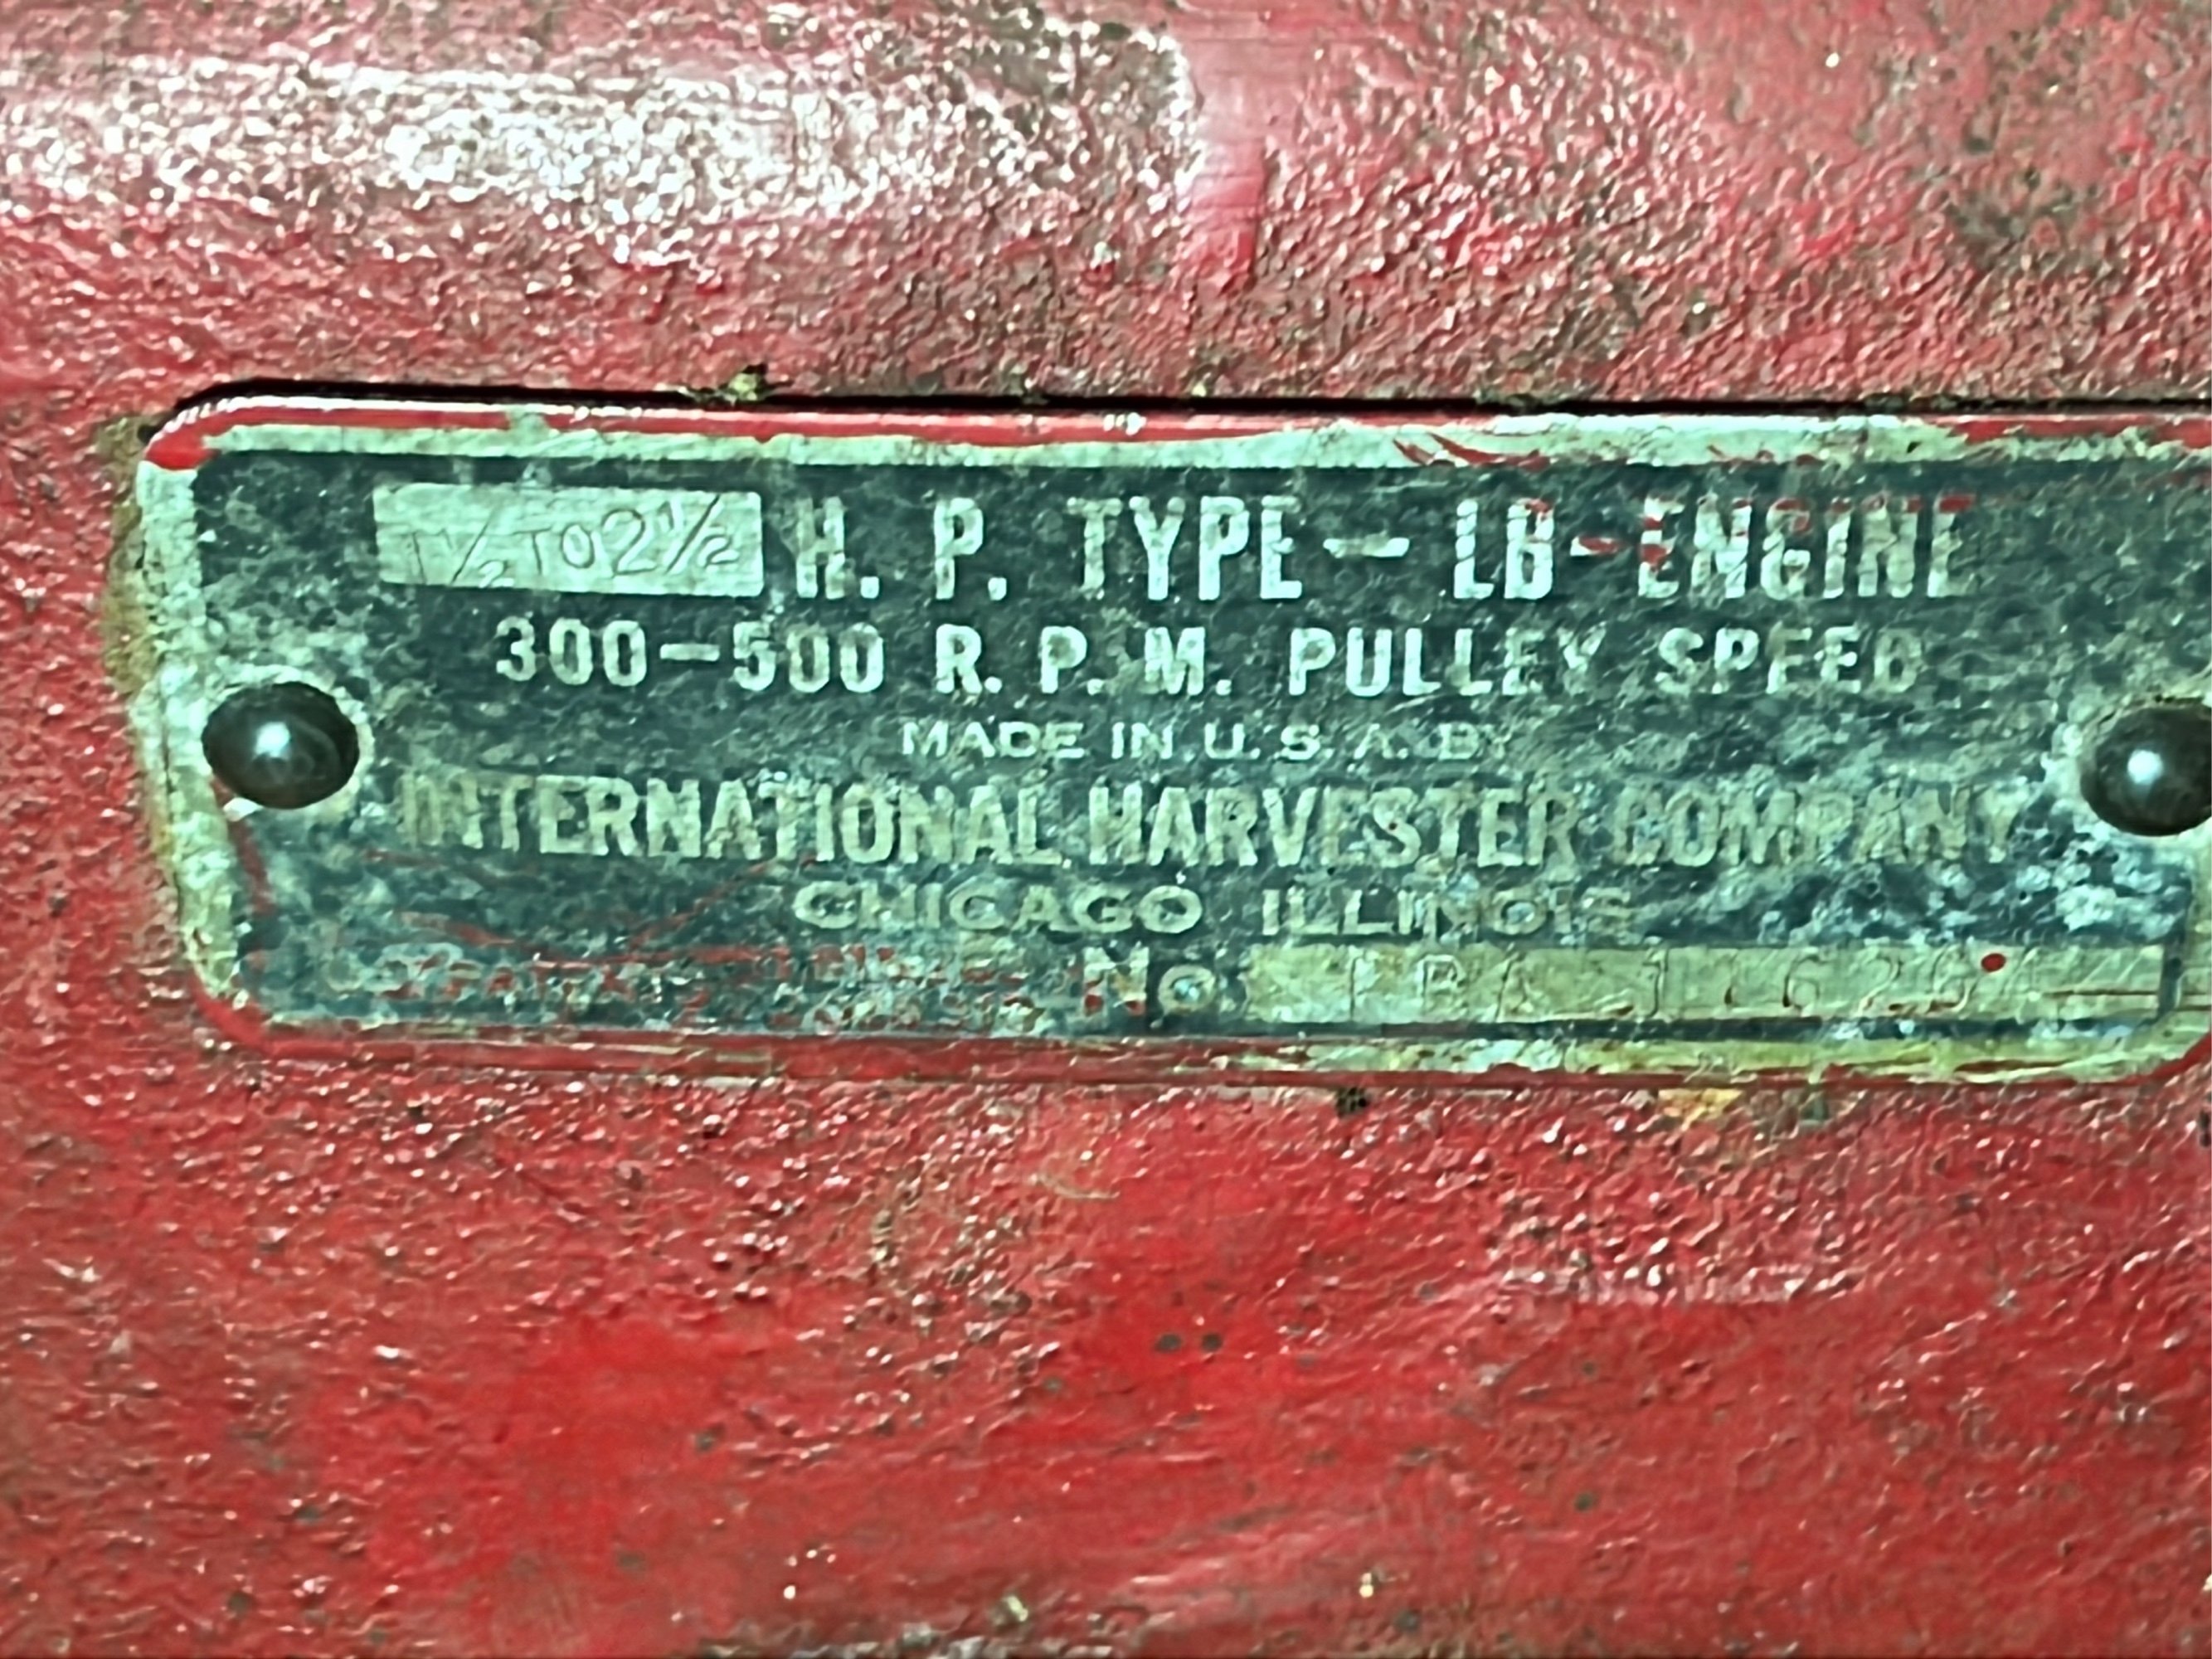 1½ TO 2½ H. P. TYPE — LB - ENGINE
300-500 R. P. M. PULLEY SPEED
MADE IN U. S. A. BY
INTERNATIONAL HARVESTER COMPANY
CHICAGO ILLINOIS
No